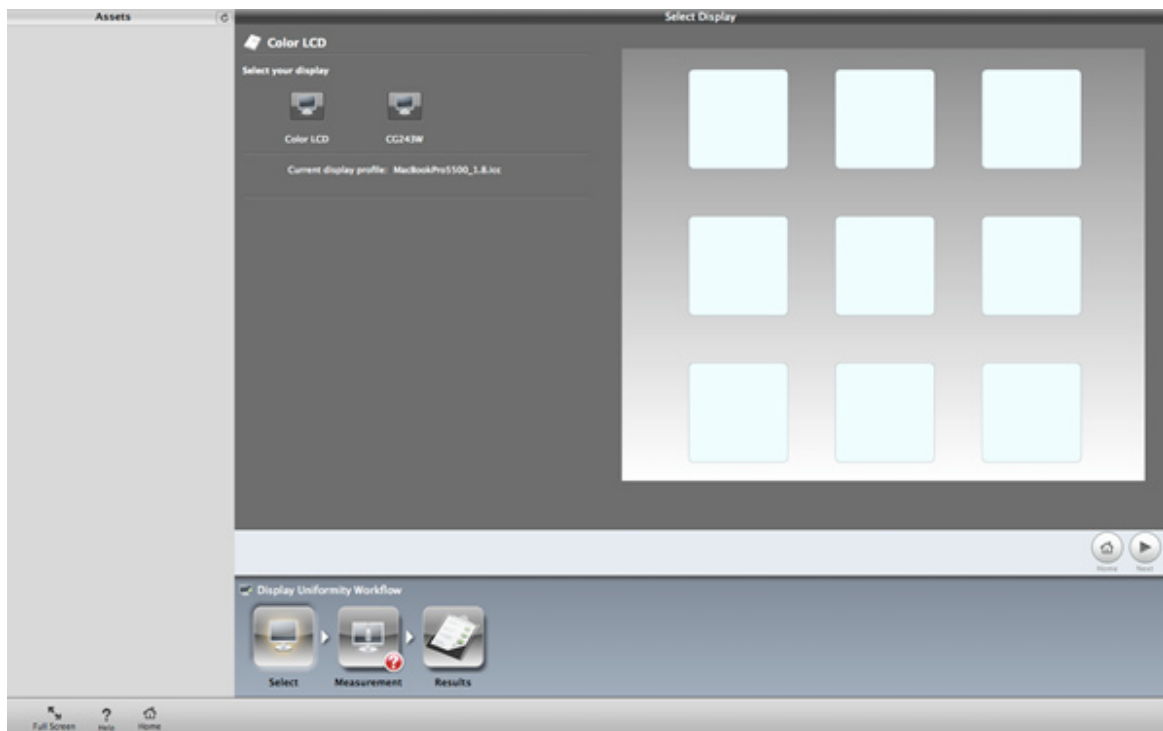 Assets
Select Display
Color LCD
Select your display
Color LCD
CG243W
Current display profile: MacBookPro5500_1.8.icc
Home
Next
Display Uniformity Workflow
Select
Measurement
Results
Full Screen
Help
Home